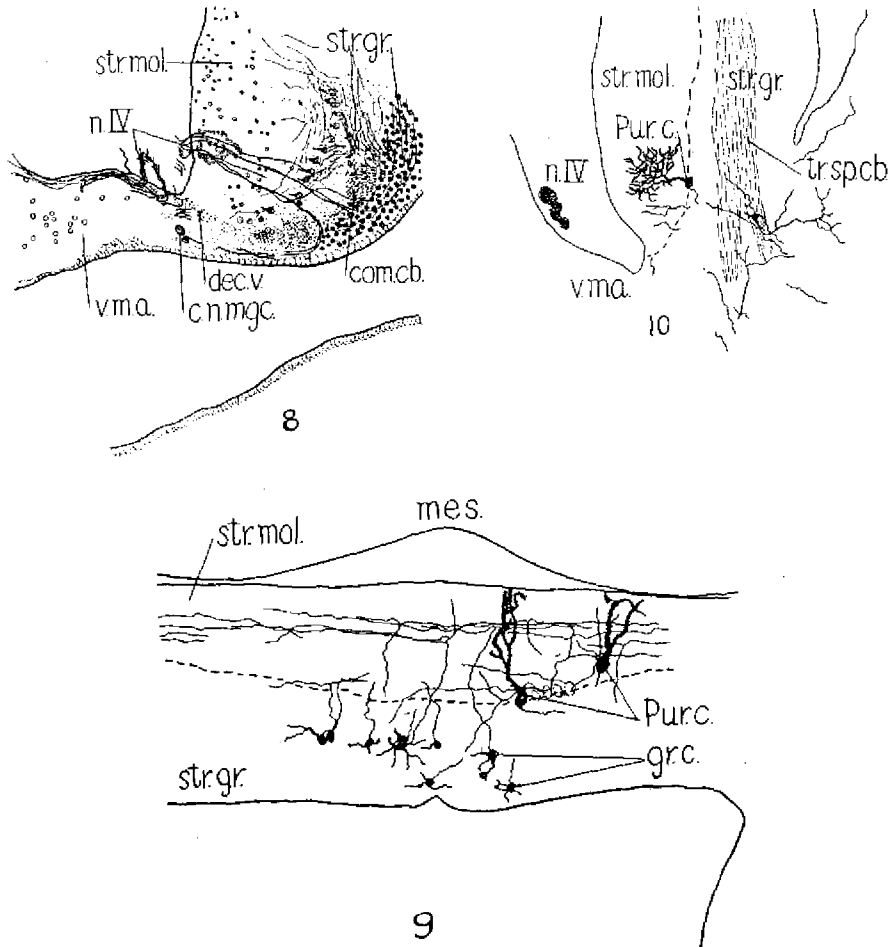 str.mol.
str.gr.
n.IV
v.m.a.
c.n.mgc.
dec.v.
com.cb.
8
str.mol.
str.gr.
Pur.c.
n.IV
tr.sp.cb.
v.m.a.
10
mes.
str.mol.
Pur.c.
gr.c.
str.gr.
9